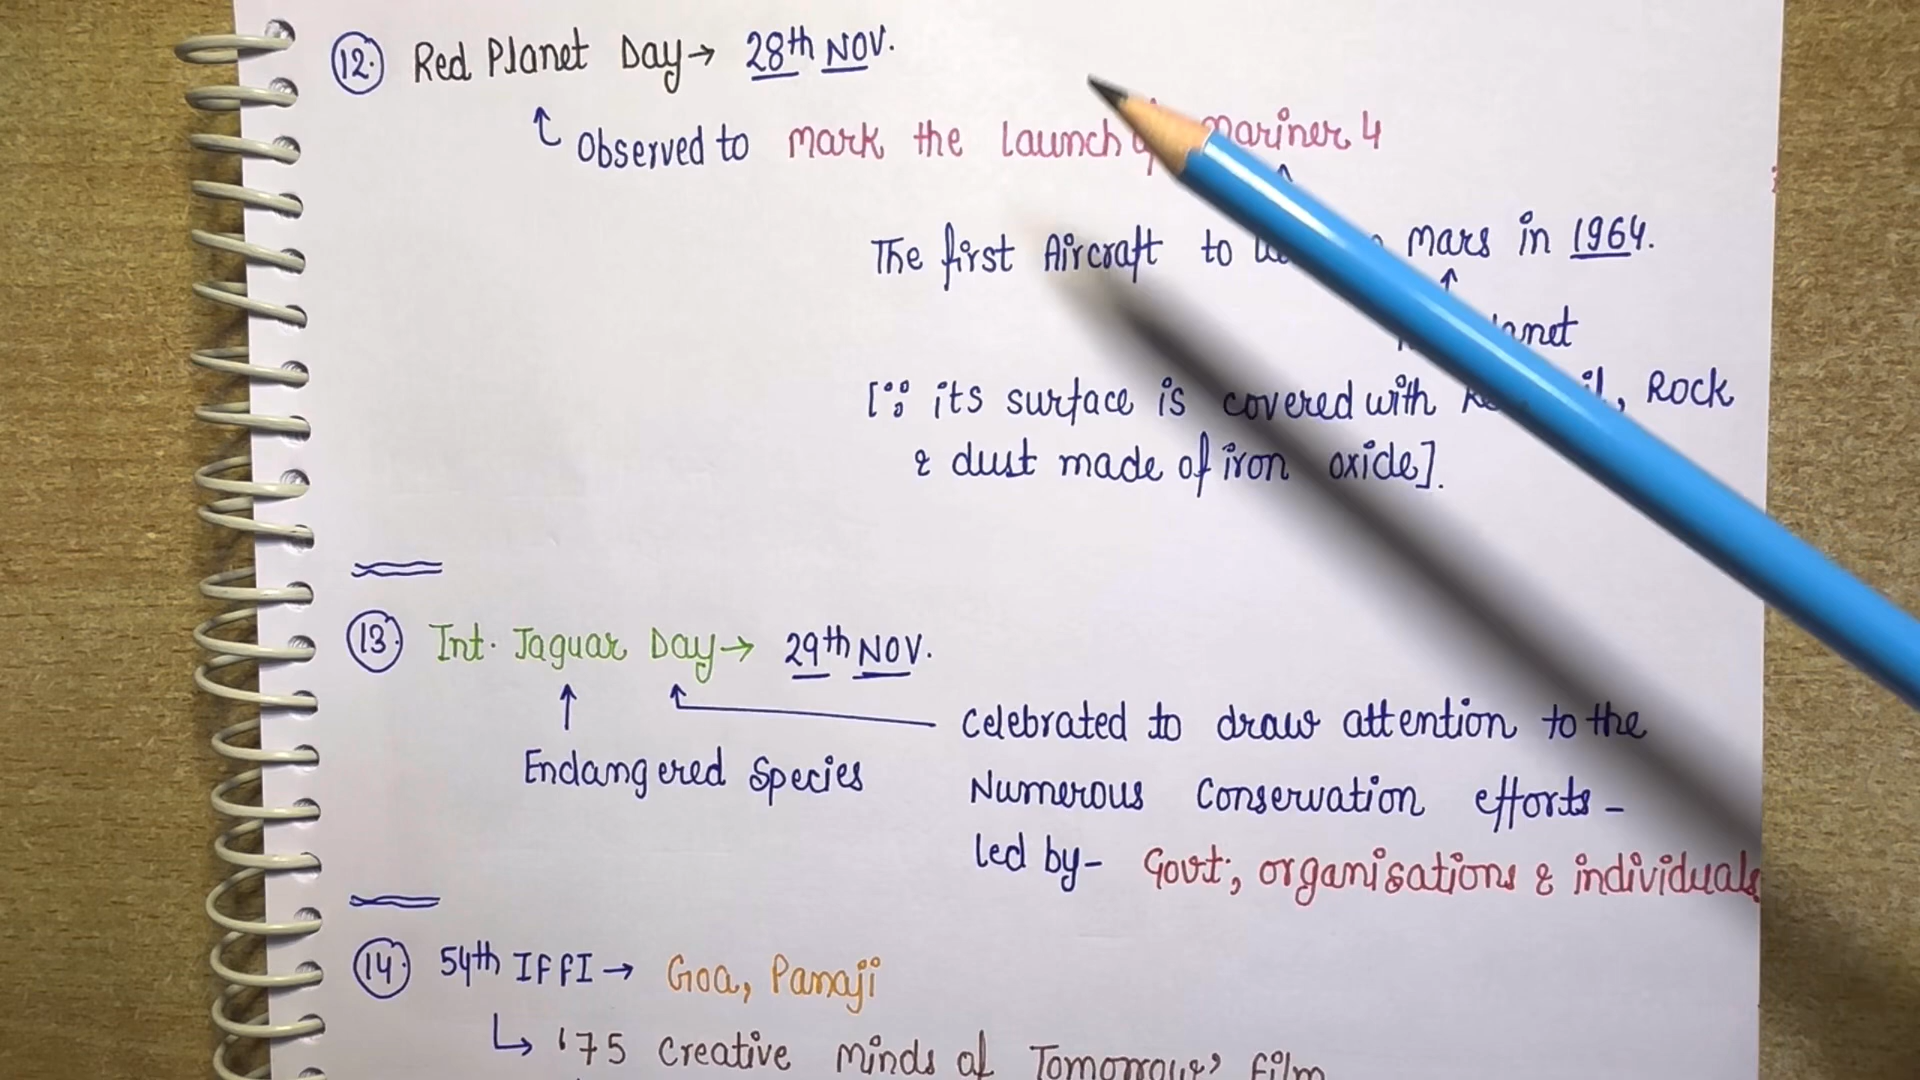 12. Red Planet Day → 28th NOV.
Observed to mark the launch Mariner 4
The first Aircraft to Mars in 1964.
[∵ its surface is covered with , Rock
& dust made of iron oxide].
13. Int. Jaguar Day → 29th NOV.
Celebrated to draw attention to the
Endangered Species
Numerous Conservation efforts -
led by - Govt., organisations & individuals
14. 54th IFFI → Goa, Panaji
'75 Creative Minds of Tomorrow' film